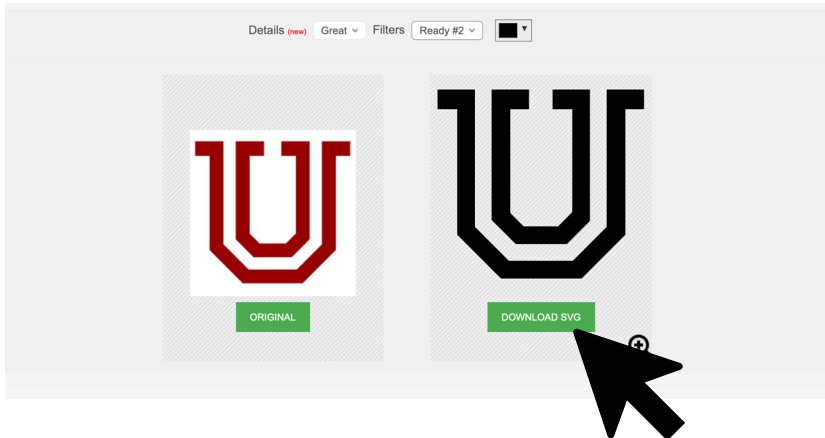 Details (new) Great Filters Ready #2
U U
ORIGINAL DOWNLOAD SVG